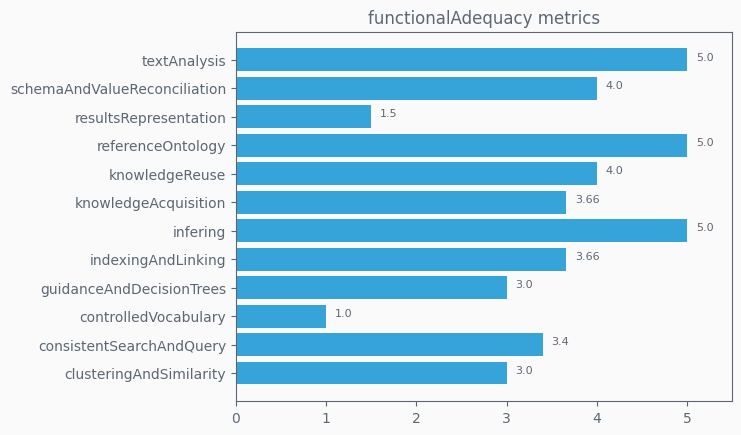 functionalAdequacy metrics
textAnalysis 5.0
schemaAndValueReconciliation 4.0
resultsRepresentation 1.5
referenceOntology 5.0
knowledgeReuse 4.0
knowledgeAcquisition 3.66
infering 5.0
indexingAndLinking 3.66
guidanceAndDecisionTrees 3.0
controlledVocabulary 1.0
consistentSearchAndQuery 3.4
clusteringAndSimilarity 3.0
0 1 2 3 4 5